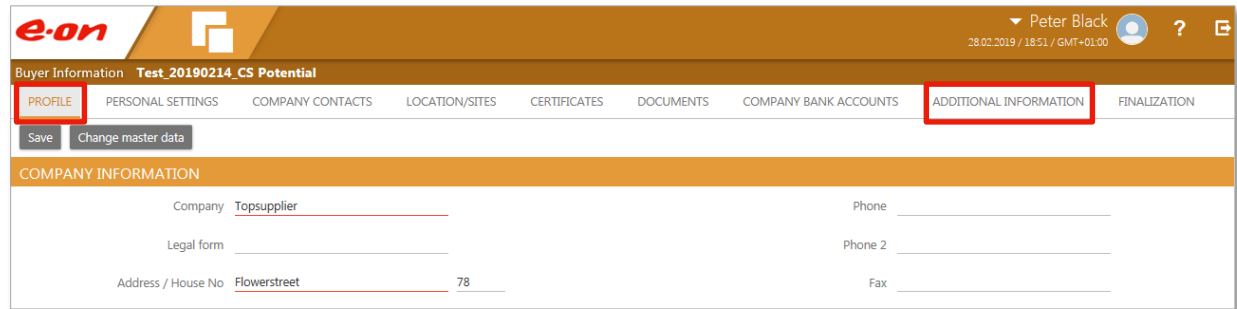 e·on
Peter Black
28.02.2019 / 18:51 / GMT+01:00
?
Buyer Information Test_20190214_CS Potential
PROFILE PERSONAL SETTINGS COMPANY CONTACTS LOCATION/SITES CERTIFICATES DOCUMENTS COMPANY BANK ACCOUNTS ADDITIONAL INFORMATION FINALIZATION
Save Change master data
COMPANY INFORMATION
Company Topsupplier Phone
Legal form Phone 2
Address / House No Flowerstreet 78 Fax